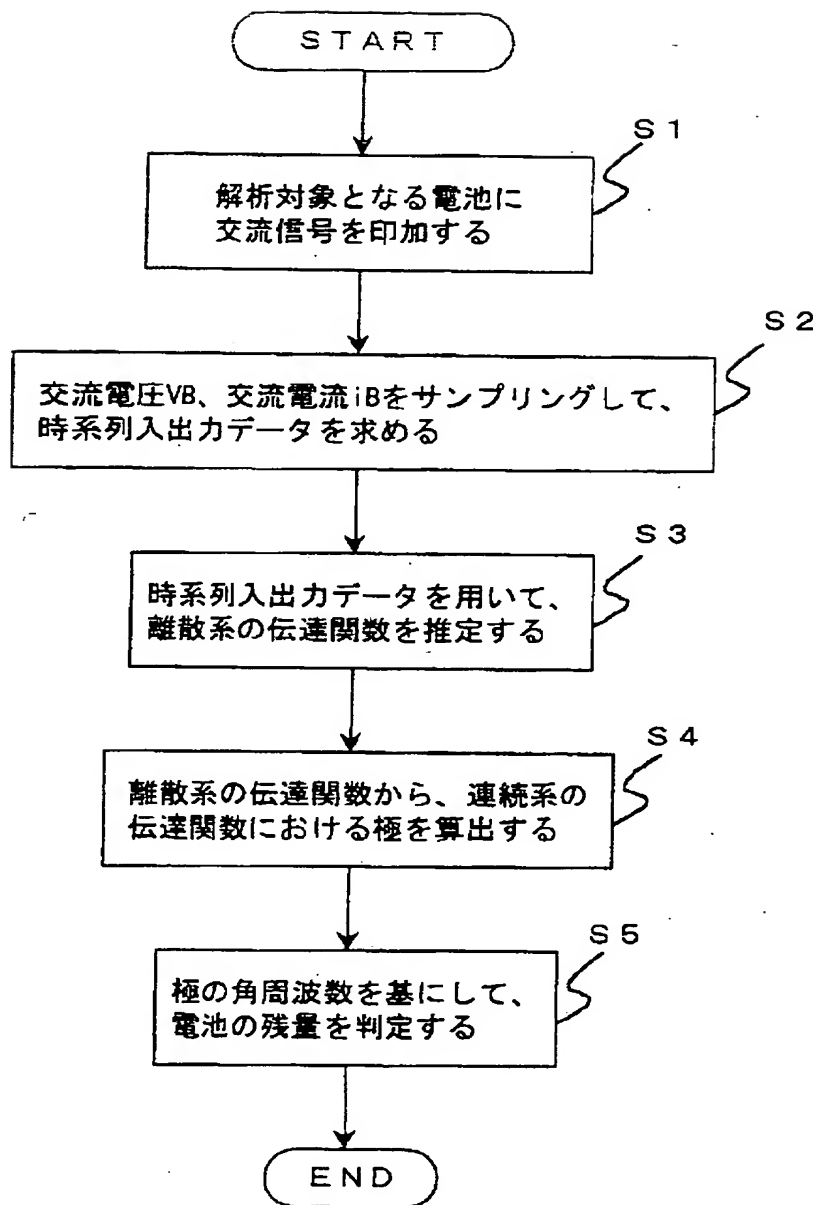 START
S1
解析対象となる電池に
交流信号を印加する
S2
交流電圧VB、交流電流iBをサンプリングして、
時系列入出力データを求める
S3
時系列入出力データを用いて、
離散系の伝達関数を推定する
S4
離散系の伝達関数から、連続系の
伝達関数における極を算出する
S5
極の角周波数を基にして、
電池の残量を判定する
END